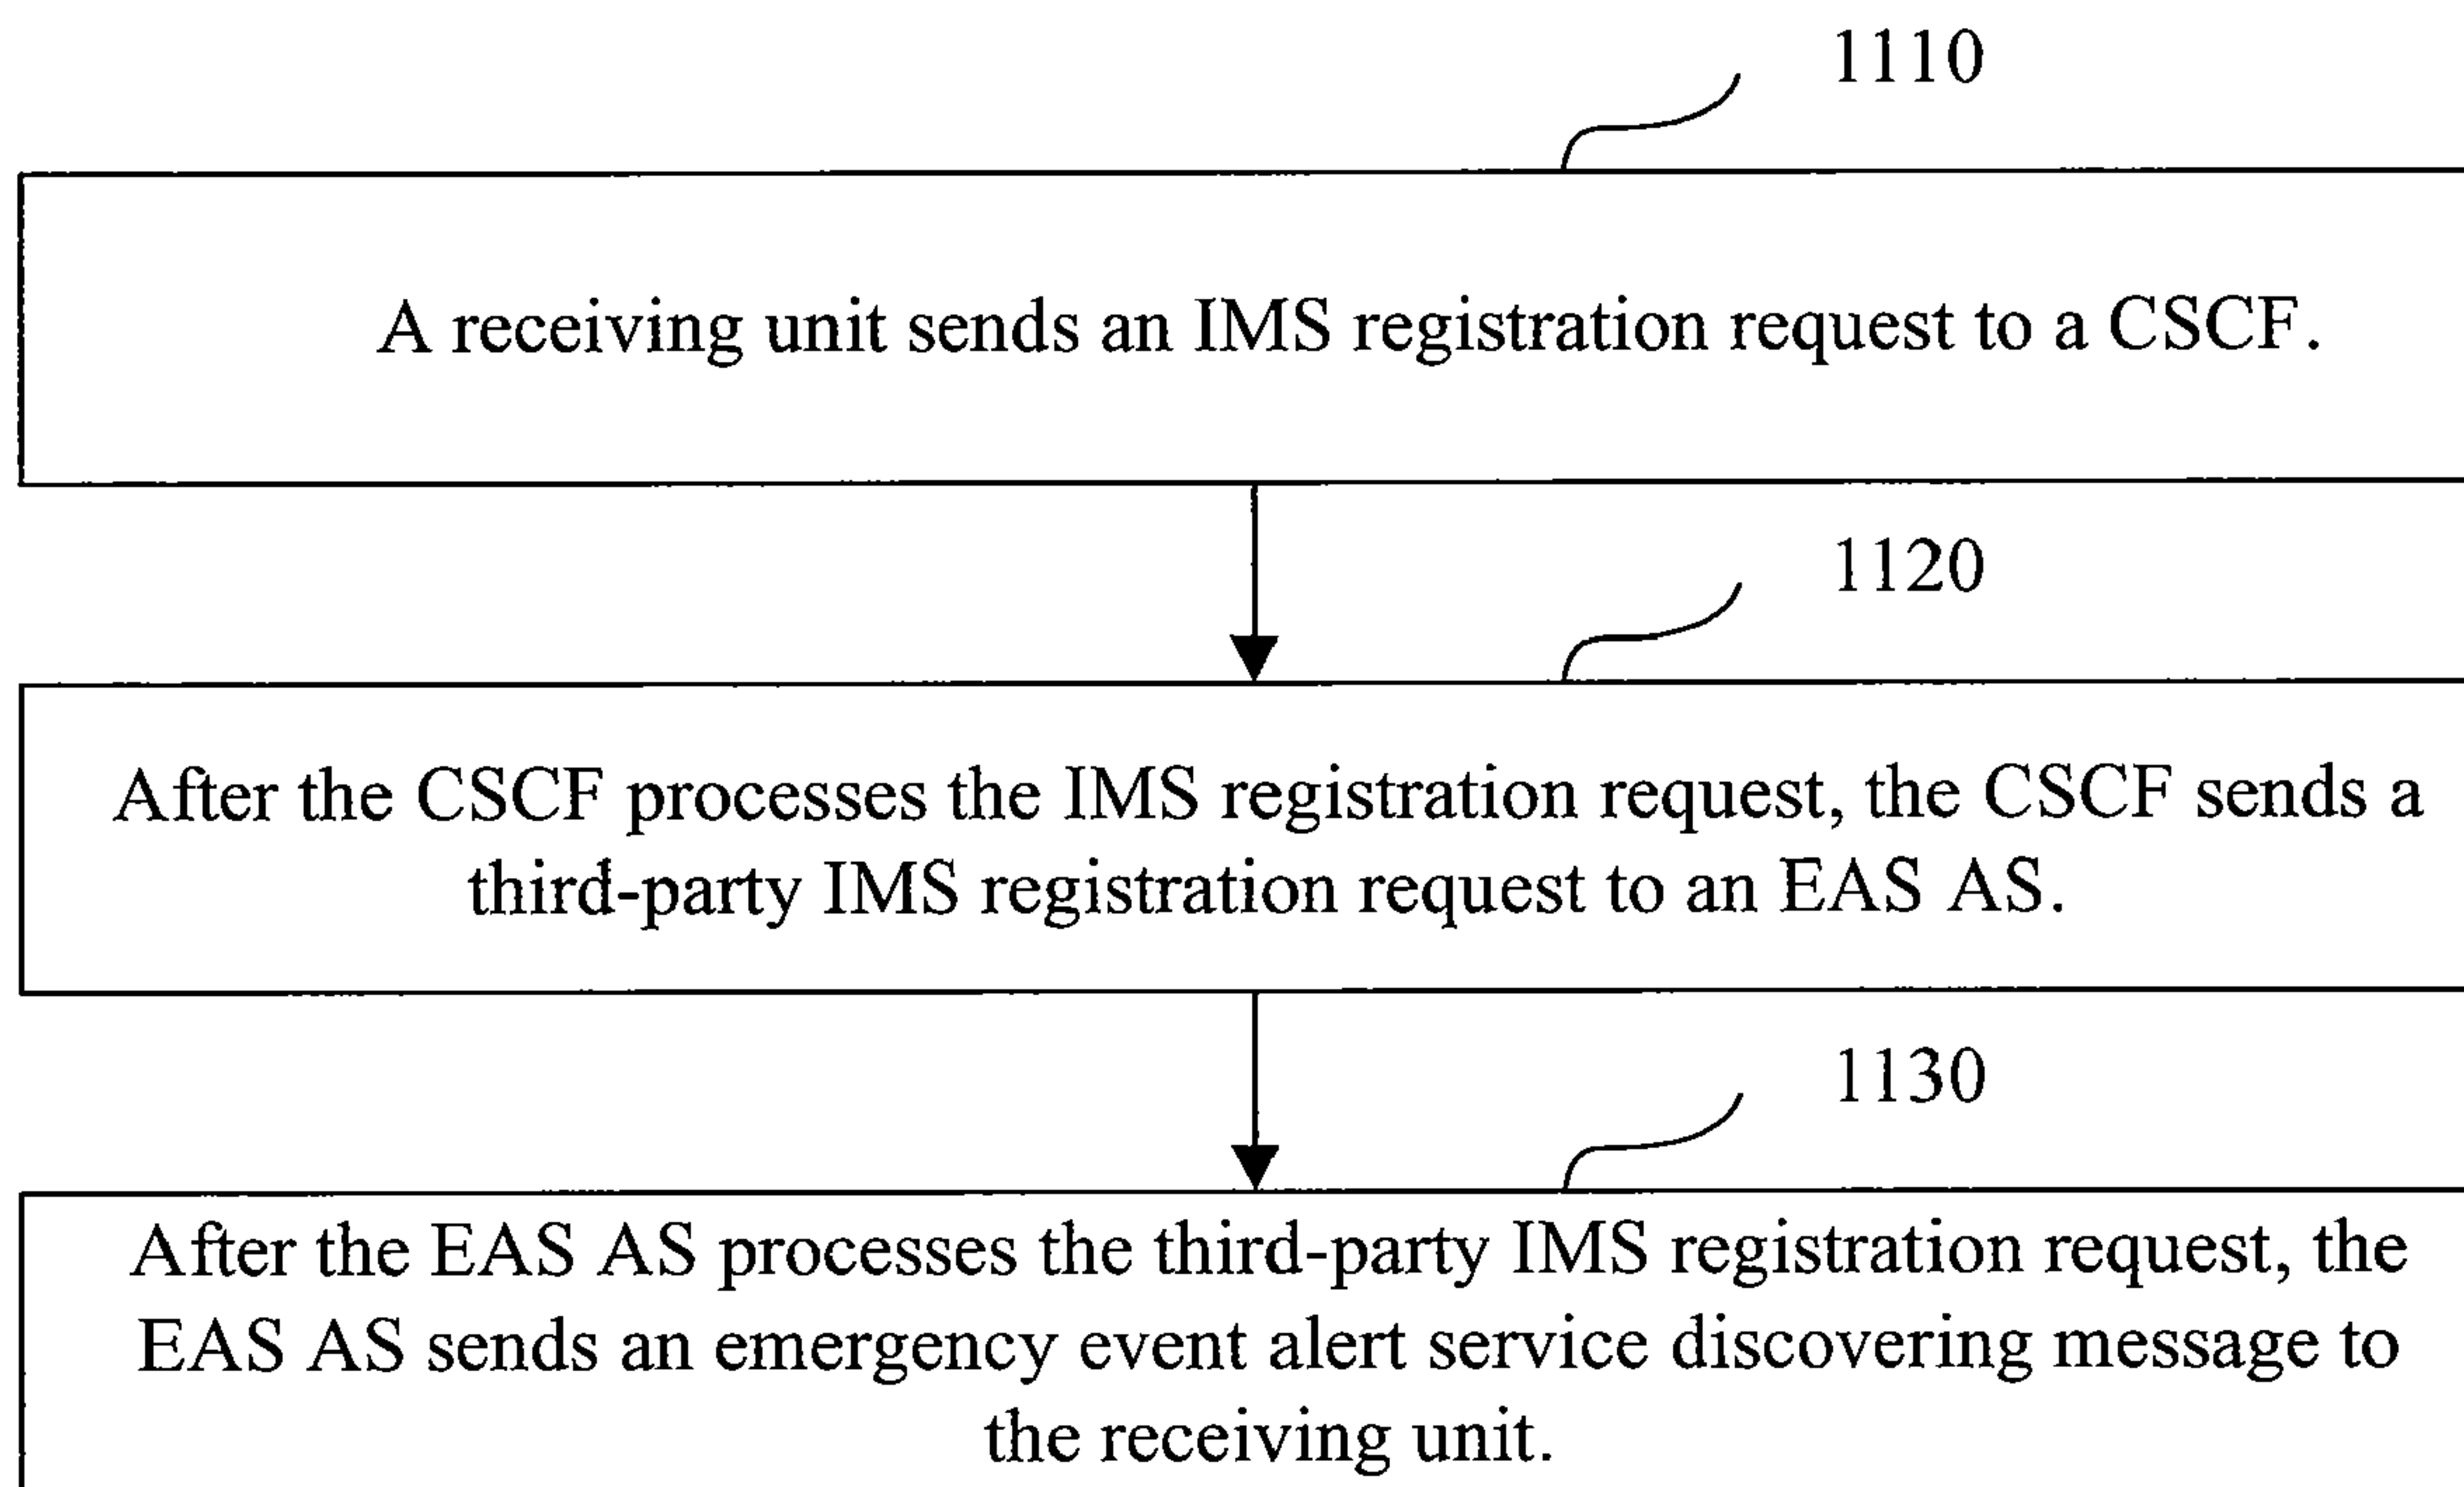 1110
A receiving unit sends an IMS registration request to a CSCF.
1120
After the CSCF processes the IMS registration request, the CSCF sends a
third-party IMS registration request to an EAS AS.
1130
After the EAS AS processes the third-party IMS registration request, the
EAS AS sends an emergency event alert service discovering message to
the receiving unit.